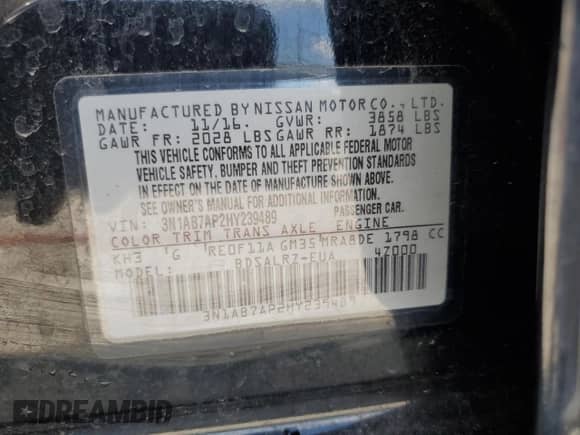 MANUFACTURED BY NISSAN MOTOR CO., LTD.
DATE: 11/16 GVWR: 3858 LBS
GAWR FR: 2028 LBS GAWR RR: 1874 LBS
THIS VEHICLE CONFORMS TO ALL APPLICABLE FEDERAL MOTOR
VEHICLE SAFETY, BUMPER AND THEFT PREVENTION STANDARDS
IN EFFECT ON THE DATE OF MANUFACTURE SHOWN ABOVE.
SEE OWNER'S MANUAL FOR ADDITIONAL INFORMATION.
VIN: 3N1AB7AP2HY239489 PASSENGER CAR.
COLOR TRIM TRANS AXLE ENGINE
KH3 G RE0F11A GM35 MRA8DE 1798 CC
MODEL: BDSALRZ-EUA 4Z000
3N1AB7AP2HY239489
DREAMBID